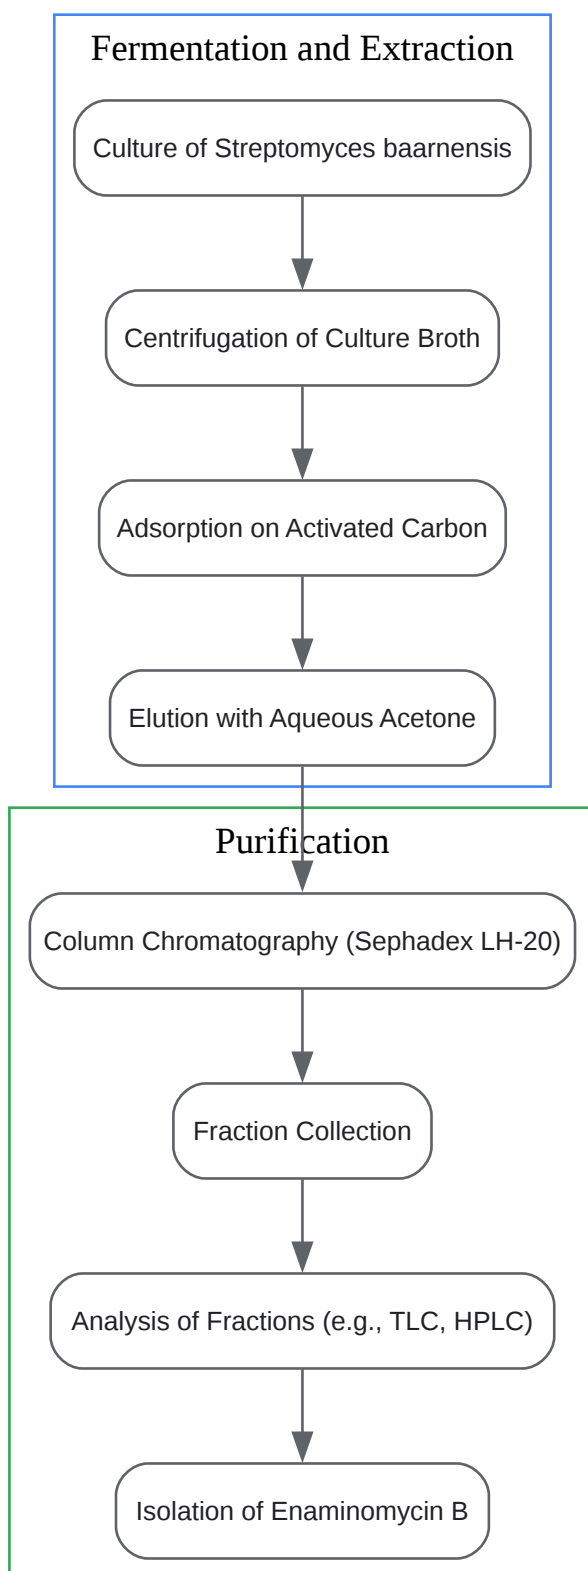 Fermentation and Extraction
Culture of Streptomyces baarnensis
Centrifugation of Culture Broth
Adsorption on Activated Carbon
Elution with Aqueous Acetone
Purification
Column Chromatography (Sephadex LH-20)
Fraction Collection
Analysis of Fractions (e.g., TLC, HPLC)
Isolation of Enaminomycin B